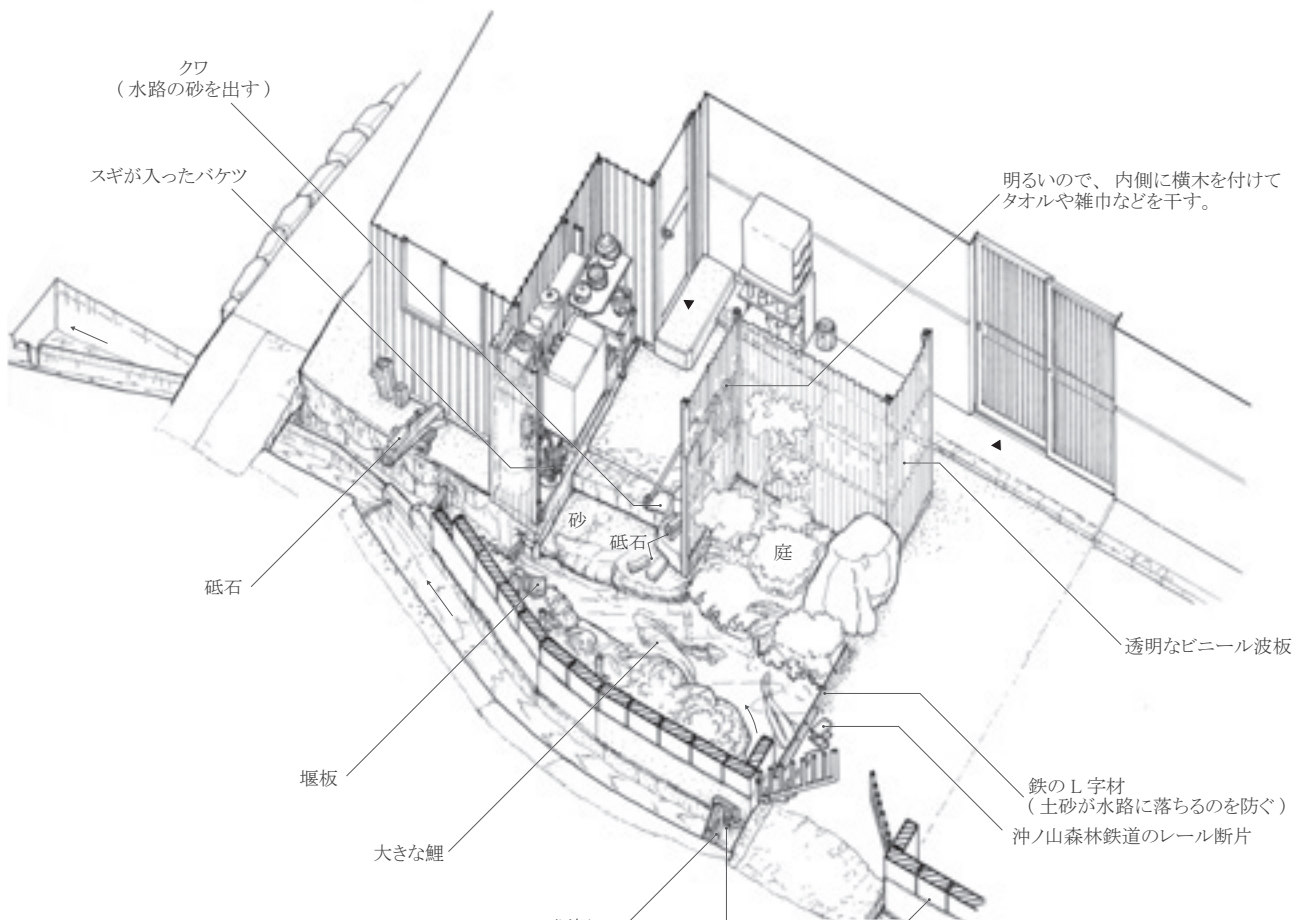 クワ
( 水路の砂を出す )
スギが入ったバケツ
明るいので、内側に横木を付けて
タオルや雑巾などを干す。
砂
砥石
庭
砥石
透明なビニール波板
堰板
鉄の L 字材
( 土砂が水路に落ちるのを防ぐ )
大きな鯉
沖ノ山森林鉄道のレール断片